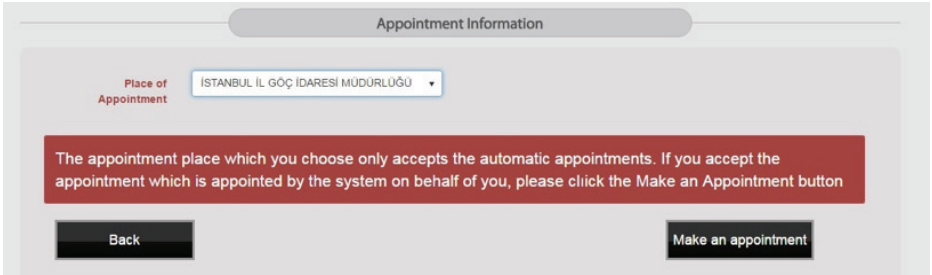 Appointment Information
Place of
Appointment
İSTANBUL İL GÖÇ İDARESİ MÜDÜRLÜĞÜ
The appointment place which you choose only accepts the automatic appointments. If you accept the
appointment which is appointed by the system on behalf of you, please cliick the Make an Appointment button
Back
Make an appointment